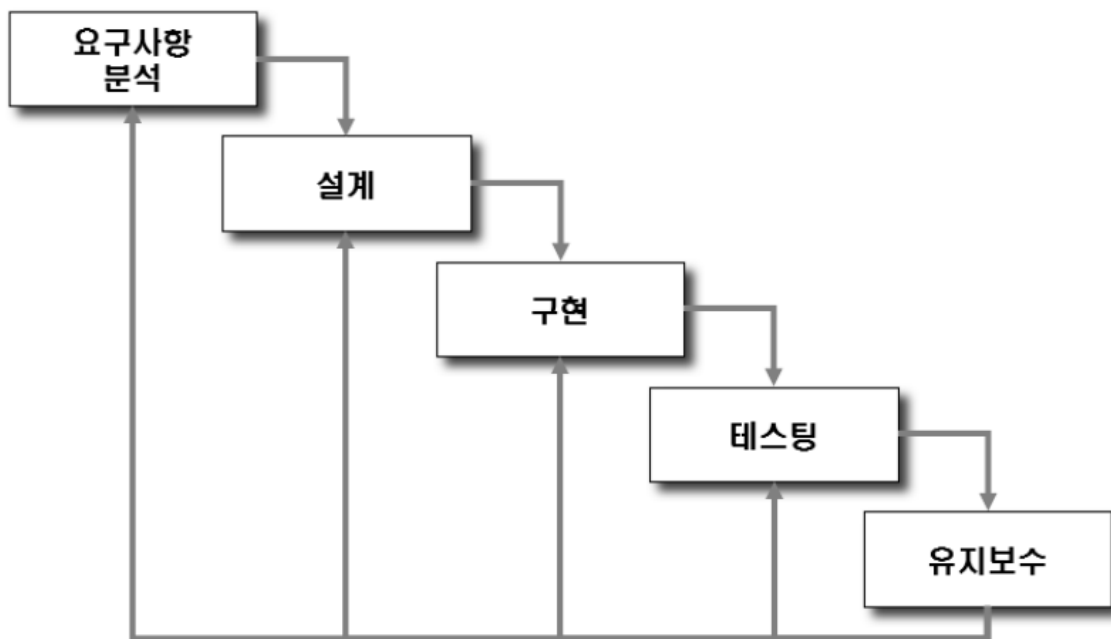 요구사항
분석
설계
구현
테스팅
유지보수